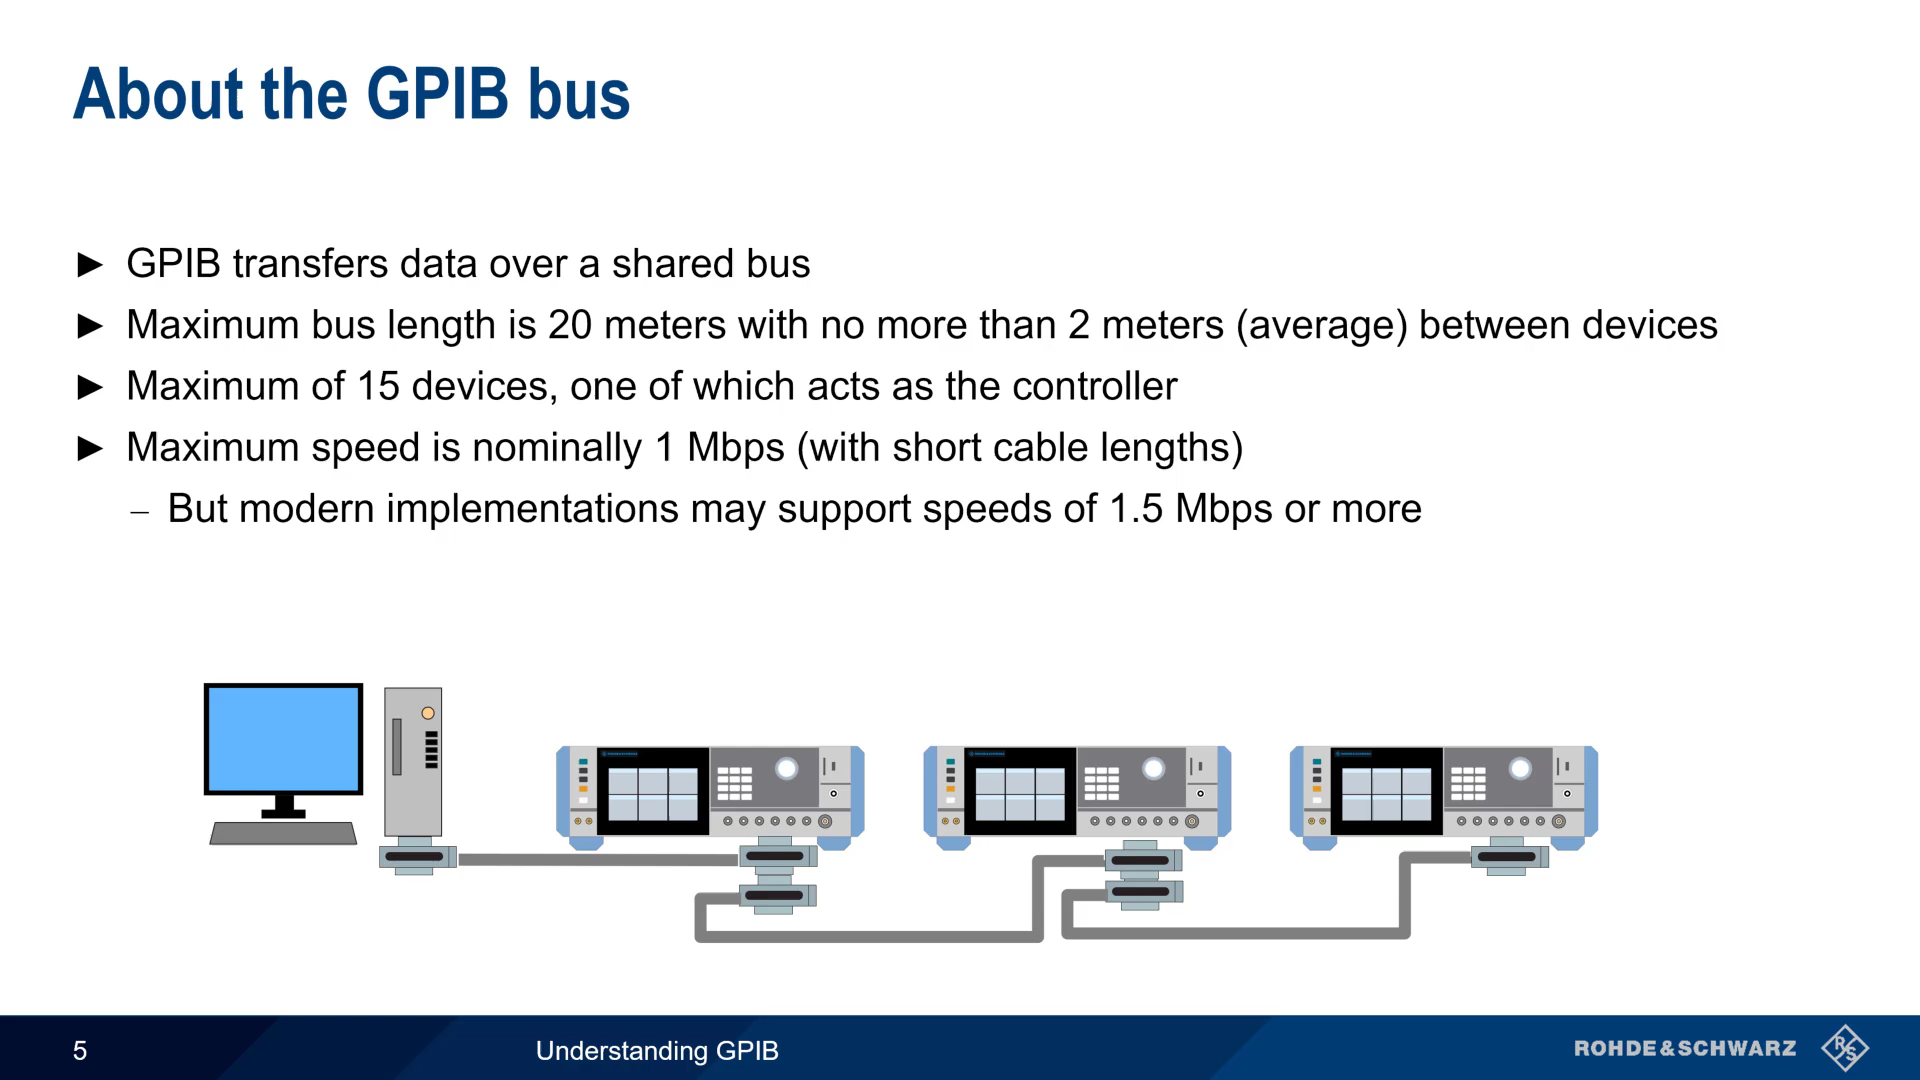 About the GPIB bus
► GPIB transfers data over a shared bus
► Maximum bus length is 20 meters with no more than 2 meters (average) between devices
► Maximum of 15 devices, one of which acts as the controller
► Maximum speed is nominally 1 Mbps (with short cable lengths)
– But modern implementations may support speeds of 1.5 Mbps or more
5
Understanding GPIB
ROHDE&SCHWARZ
R&S